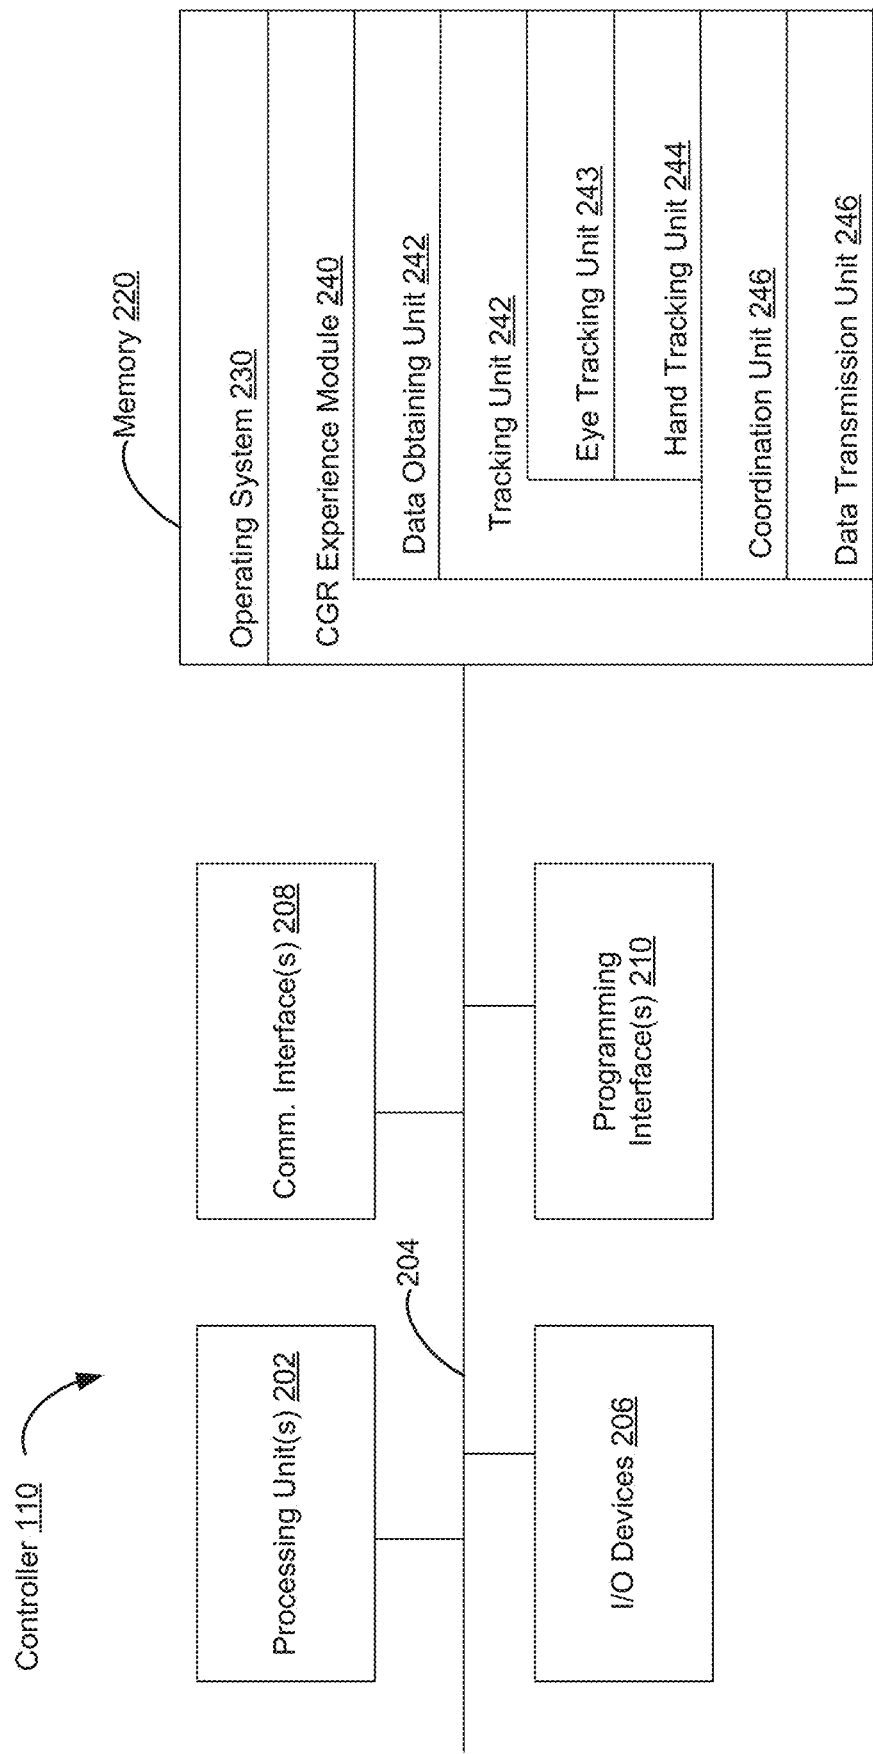 Controller 110
Processing Unit(s) 202
Comm. Interface(s) 208
204
I/O Devices 206
Programming
Interface(s) 210
Memory 220
Operating System 230
CGR Experience Module 240
Data Obtaining Unit 242
Tracking Unit 242
Eye Tracking Unit 243
Hand Tracking Unit 244
Coordination Unit 246
Data Transmission Unit 246